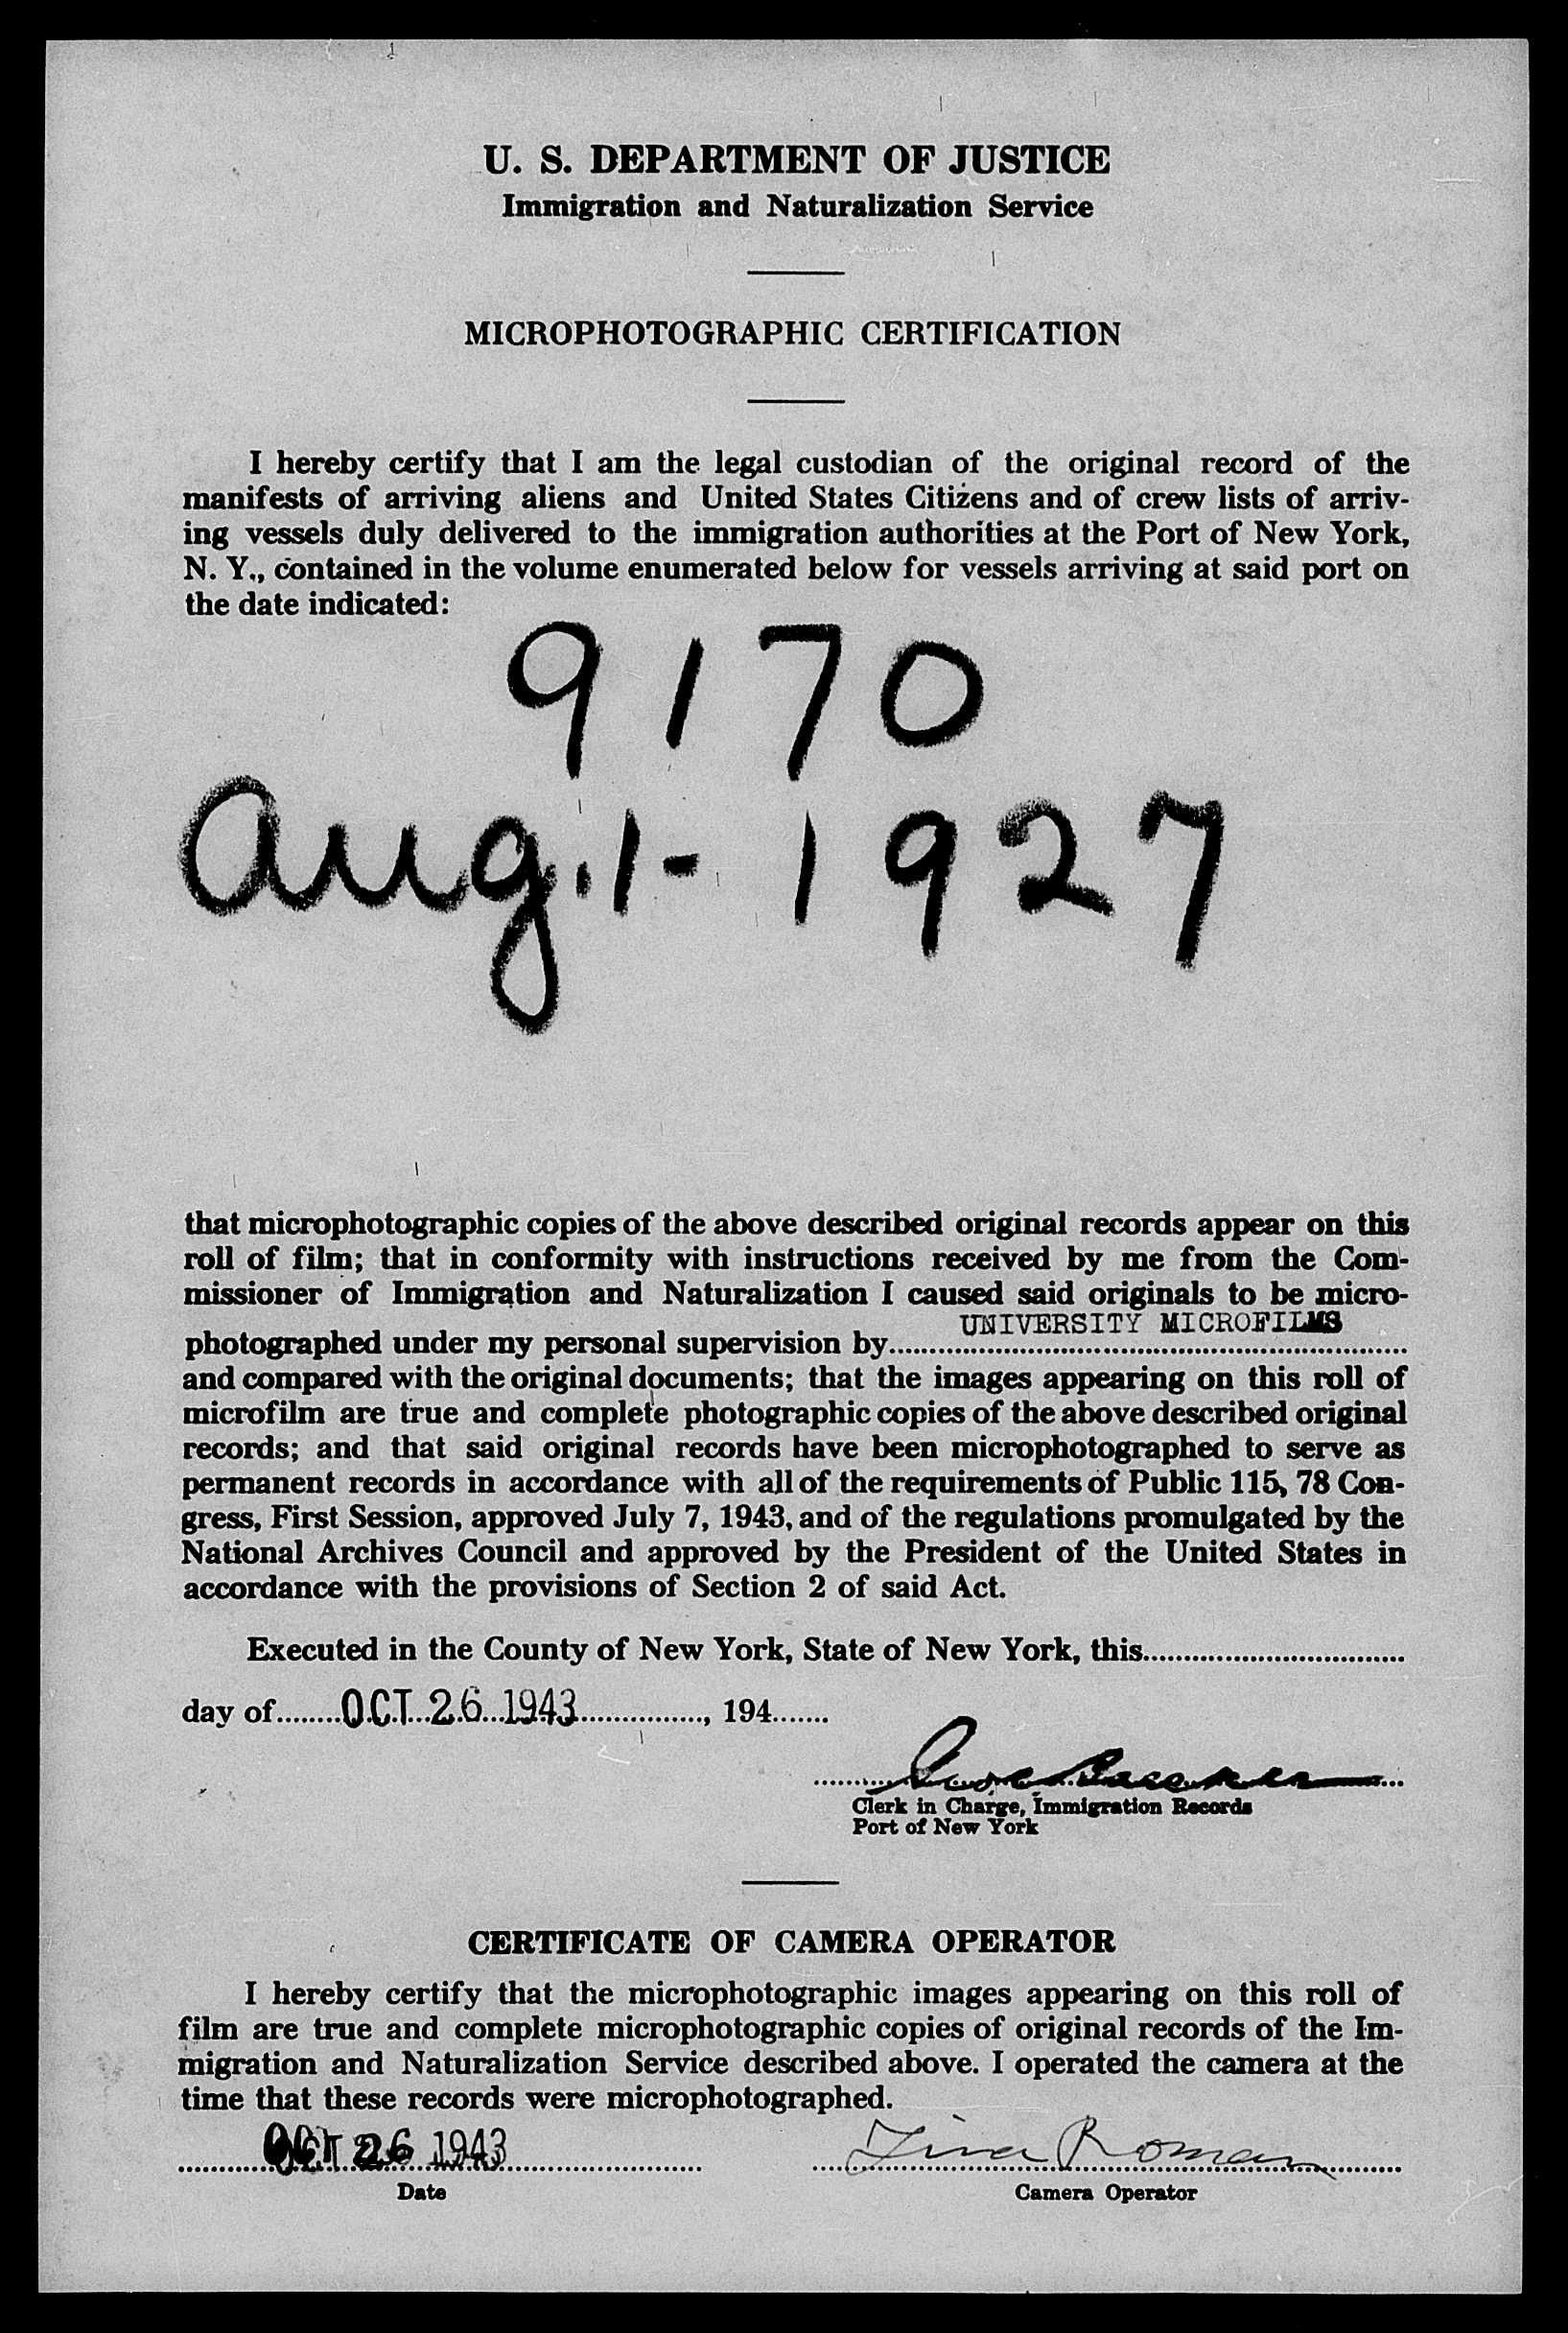 U. S. DEPARTMENT OF JUSTICE
Immigration and Naturalization Service
MICROPHOTOGRAPHIC CERTIFICATION
I hereby certify that I am the legal custodian of the original record of the
manifests of arriving aliens and United States Citizens and of crew lists of arriv-
ing vessels duly delivered to the immigration authorities at the Port of New York,
N. Y., contained in the volume enumerated below for vessels arriving at said port on
the date indicated:
9170
Aug. 1- 1927
that microphotographic copies of the above described original records appear on this
roll of film; that in conformity with instructions received by me from the Com-
missioner of Immigration and Naturalization I caused said originals to be micro-
photographed under my personal supervision by UNIVERSITY MICROFILMS
and compared with the original documents; that the images appearing on this roll of
microfilm are true and complete photographic copies of the above described original
records; and that said original records have been microphotographed to serve as
permanent records in accordance with all of the requirements of Public 115, 78 Con-
gress, First Session, approved July 7, 1943, and of the regulations promulgated by the
National Archives Council and approved by the President of the United States in
accordance with the provisions of Section 2 of said Act.
Executed in the County of New York, State of New York, this
day of OCT 26 1943, 194
Clerk in Charge, Immigration Records
Port of New York
CERTIFICATE OF CAMERA OPERATOR
I hereby certify that the microphotographic images appearing on this roll of
film are true and complete microphotographic copies of original records of the Im-
migration and Naturalization Service described above. I operated the camera at the
time that these records were microphotographed.
OCT 26 1943 Roman
Date Camera Operator